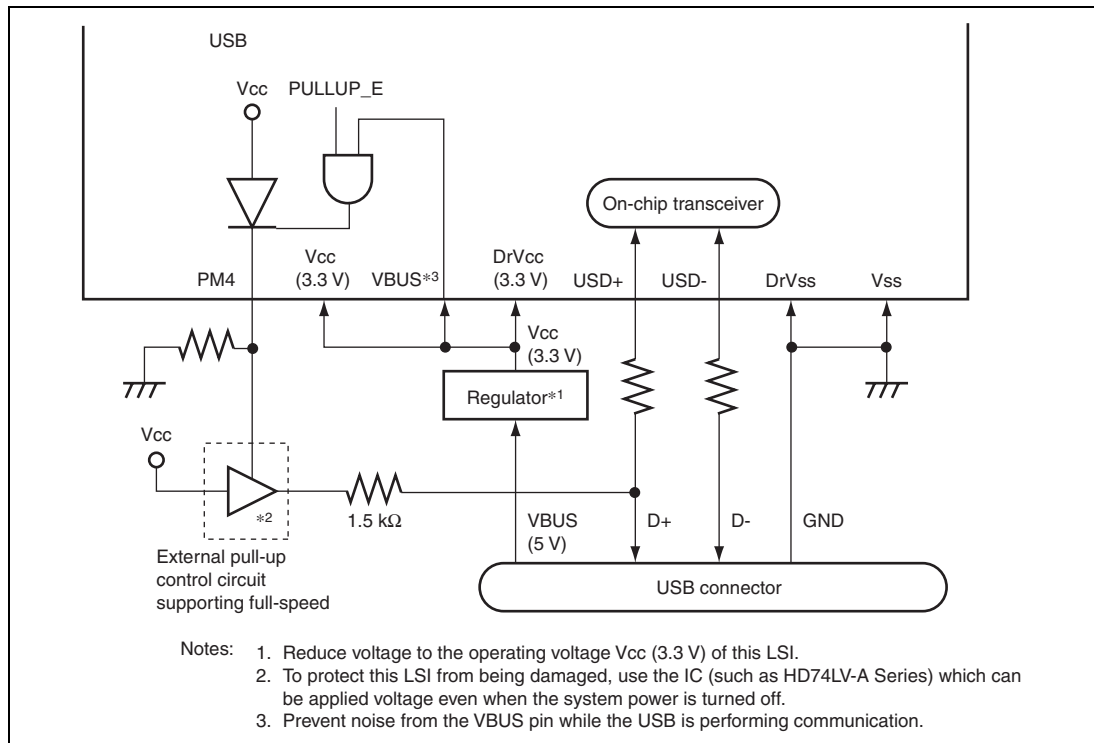 USB
Vcc
PULLUP_E
On-chip transceiver
PM4
Vcc
(3.3 V)
VBUS*3
DrVcc
(3.3 V)
USD+
USD-
DrVss
Vss
Vcc
(3.3 V)
Regulator*1
Vcc
*2
1.5 kΩ
VBUS
(5 V)
D+
D-
GND
External pull-up
control circuit
supporting full-speed
USB connector
Notes: 1. Reduce voltage to the operating voltage Vcc (3.3 V) of this LSI.
2. To protect this LSI from being damaged, use the IC (such as HD74LV-A Series) which can
be applied voltage even when the system power is turned off.
3. Prevent noise from the VBUS pin while the USB is performing communication.